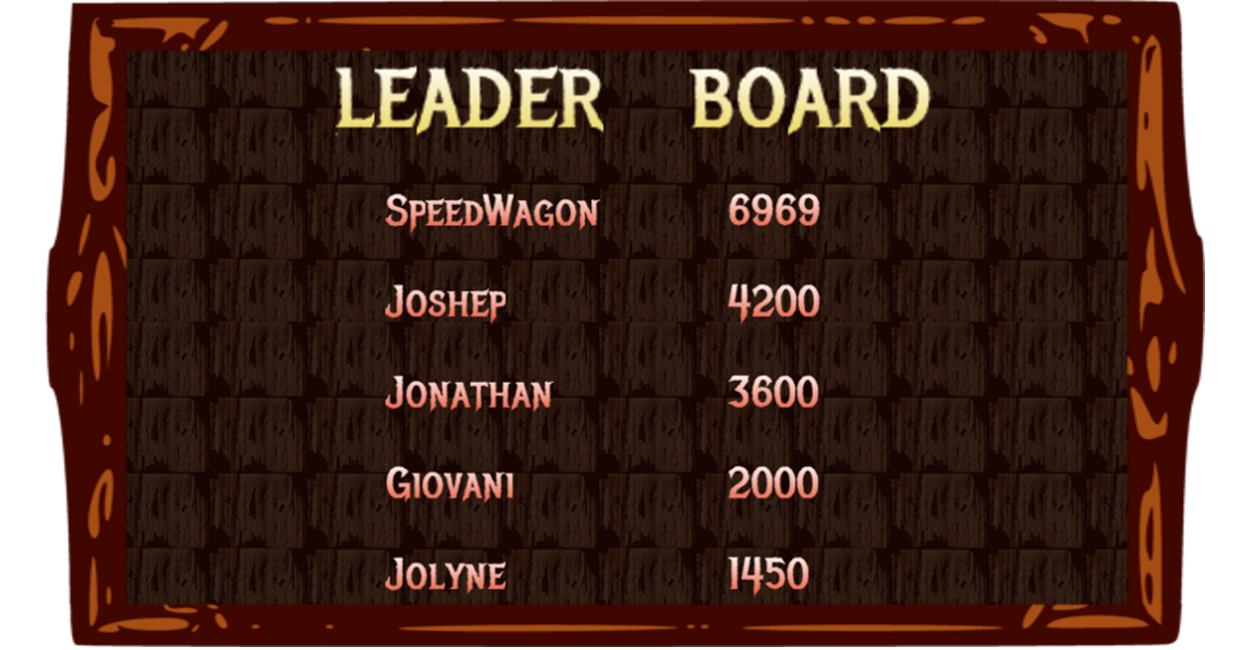 LEADER BOARD
SPEEDWAGON 6969
JOSHEP 4200
JONATHAN 3600
GIOVANI 2000
JOLYNE 1450